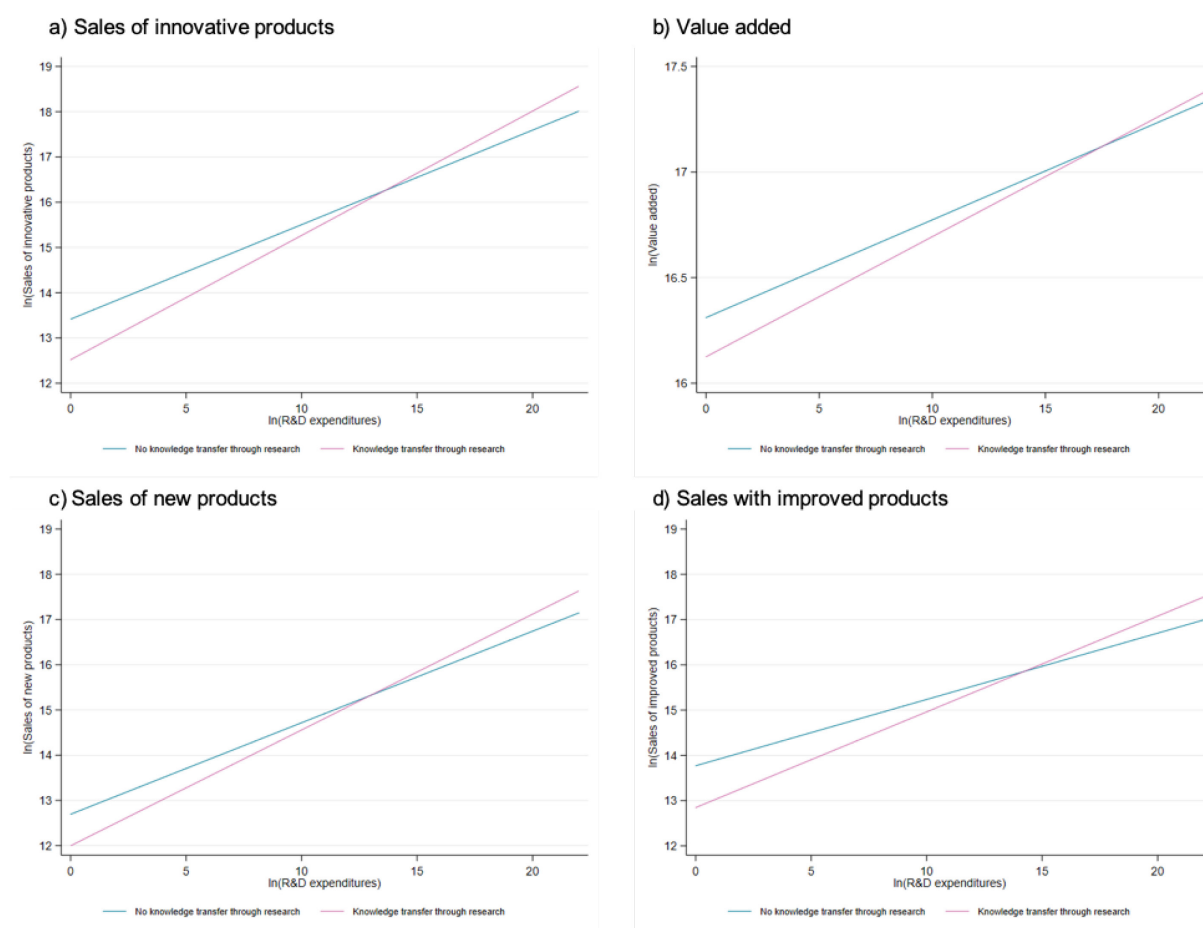 a) Sales of innovative products
19
18
17
16
15
14
13
12
ln(Sales of innovative products)
0 5 10 15 20
ln(R&D expenditures)
No knowledge transfer through research Knowledge transfer through research
b) Value added
17.5
17
16.5
16
ln(Value added)
0 5 10 15 20
ln(R&D expenditures)
No knowledge transfer through research Knowledge transfer through research
c) Sales of new products
19
18
17
16
15
14
13
12
ln(Sales of new products)
0 5 10 15 20
ln(R&D expenditures)
No knowledge transfer through research Knowledge transfer through research
d) Sales with improved products
19
18
17
16
15
14
13
12
ln(Sales of improved products)
0 5 10 15 20
ln(R&D expenditures)
No knowledge transfer through research Knowledge transfer through research